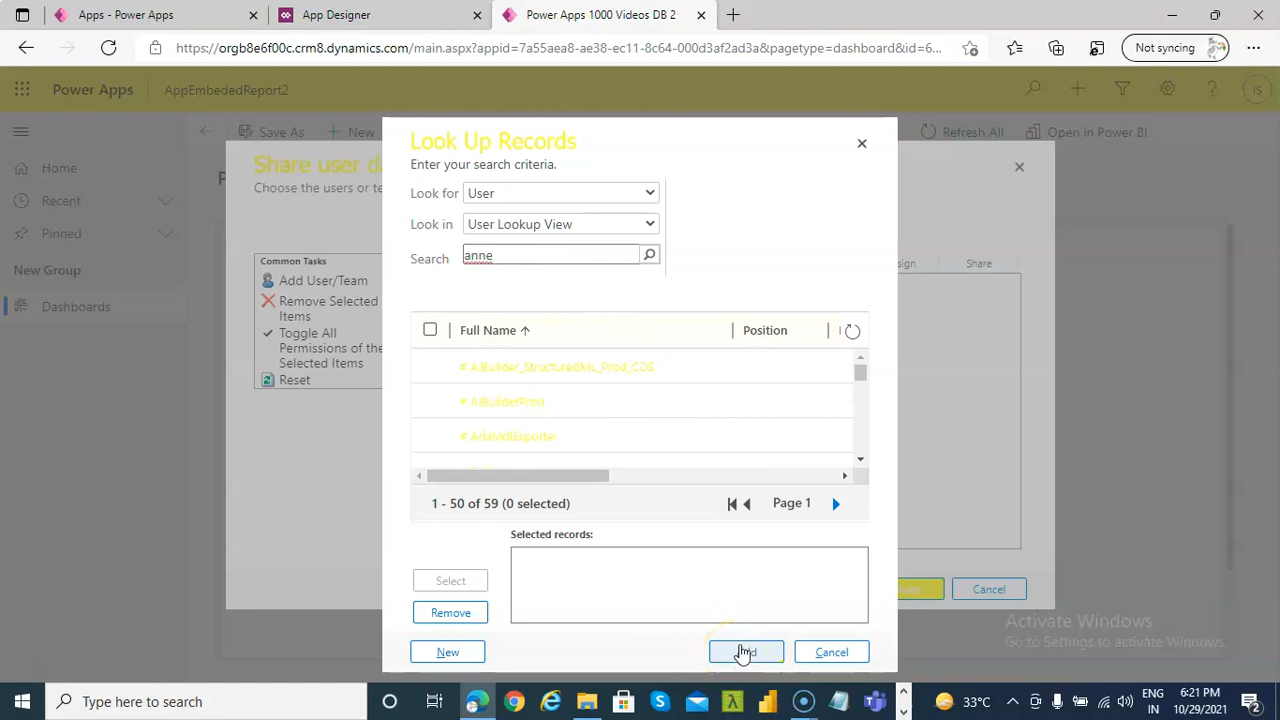 Apps - Power Apps
App Designer
Power Apps 1000 Videos DB 2
https://orgb8e6f00c.crm8.dynamics.com/main.aspx?appid=7a55aea8-ae38-ec11-8c64-000d3af2ad3a&pagetype=dashboard&id=6...
Not syncing
Power Apps
AppEmbededReport2
IS
Save As
New
Refresh All
Open in Power BI...
Home
Recent
Pinned
New Group
Dashboards
Share user da
Choose the users or te
Common Tasks
Add User/Team
Remove Selected
Items
Toggle All
Permissions of the
Selected Items
Reset
Share
Cancel
Look Up Records
Enter your search criteria.
Look for User
Look in User Lookup View
Search anne
Full Name
Position
# AIBuilder_StructuredML_Prod_CDS
# AIBuilderProd
# AriaMdlExporter
1 - 50 of 59 (0 selected)
Page 1
Selected records:
Select
Remove
New
Cancel
Activate Windows
Go to Settings to activate Windows.
Type here to search
33°C
ENG
IN
6:21 PM
10/29/2021
2